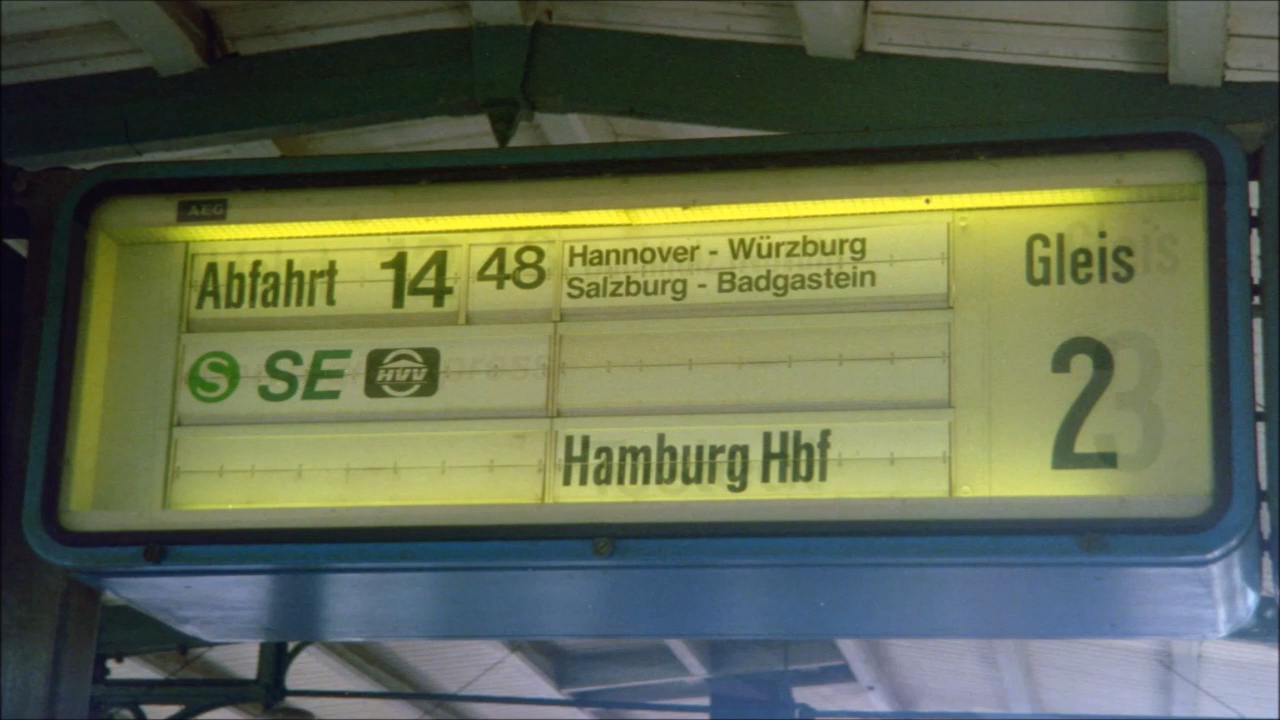 AEG
Abfahrt 14 48
Hannover - Würzburg
Salzburg - Badgastein
Gleis
2
S SE HVV
Hamburg Hbf